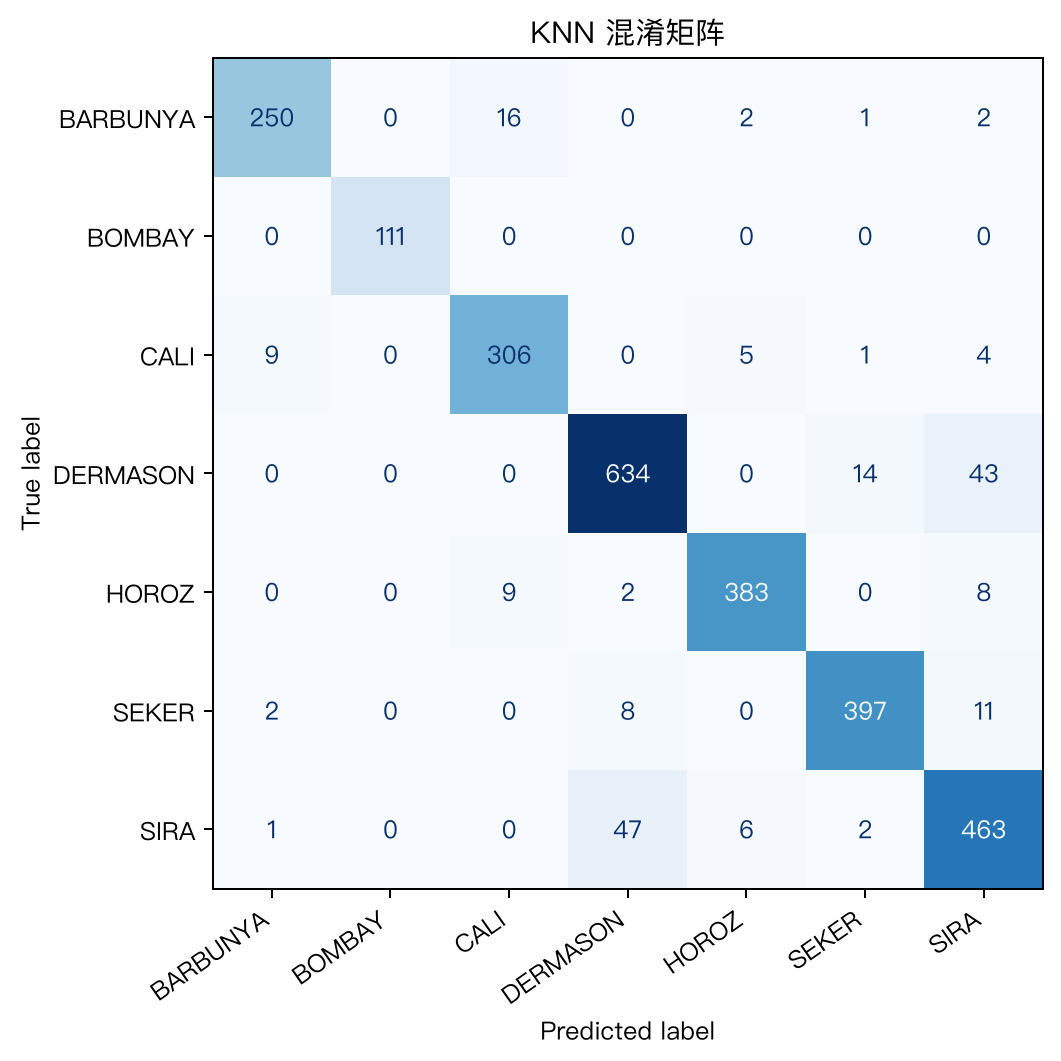 KNN 混淆矩阵
True label
BARBUNYA 250 0 16 0 2 1 2
BOMBAY 0 111 0 0 0 0 0
CALI 9 0 306 0 5 1 4
DERMASON 0 0 0 634 0 14 43
HOROZ 0 0 9 2 383 0 8
SEKER 2 0 0 8 0 397 11
SIRA 1 0 0 47 6 2 463
BARBUNYA BOMBAY CALI DERMASON HOROZ SEKER SIRA
Predicted label